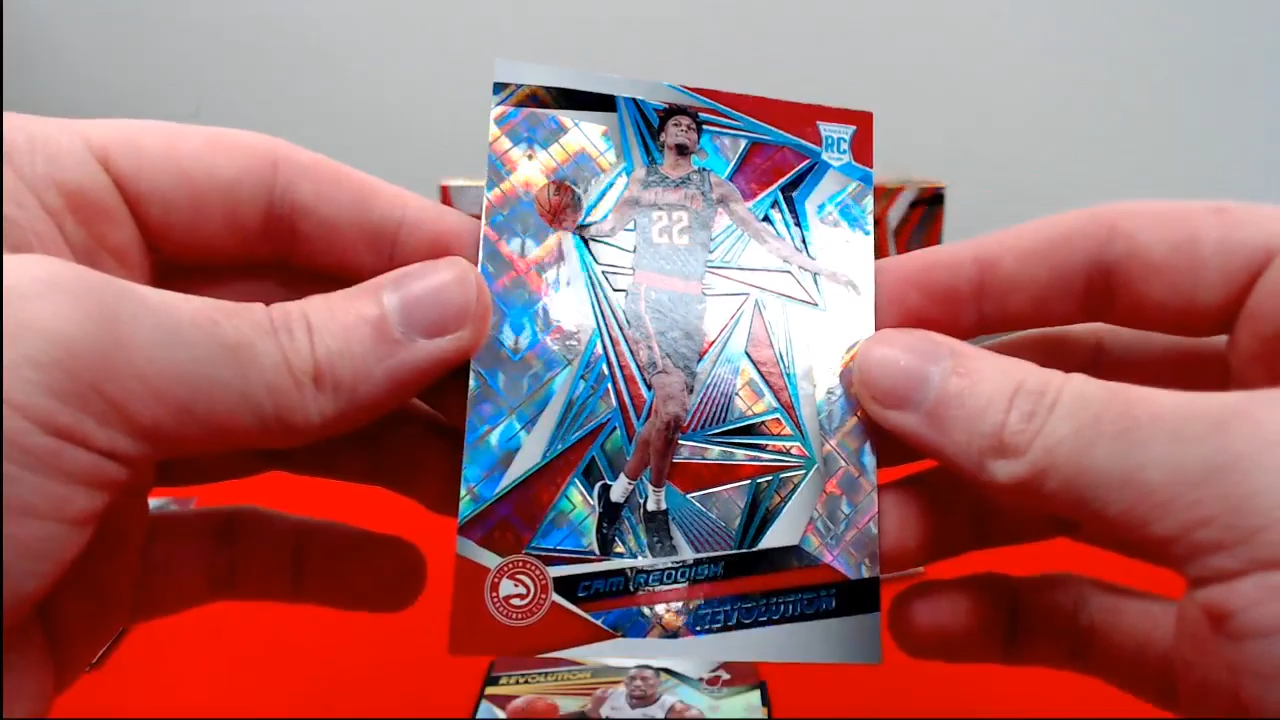 RC
22
ATLANTA HAWKS
BASKETBALL CLUB
CAM REDDISH
REVOLUTION
REVOLUTION